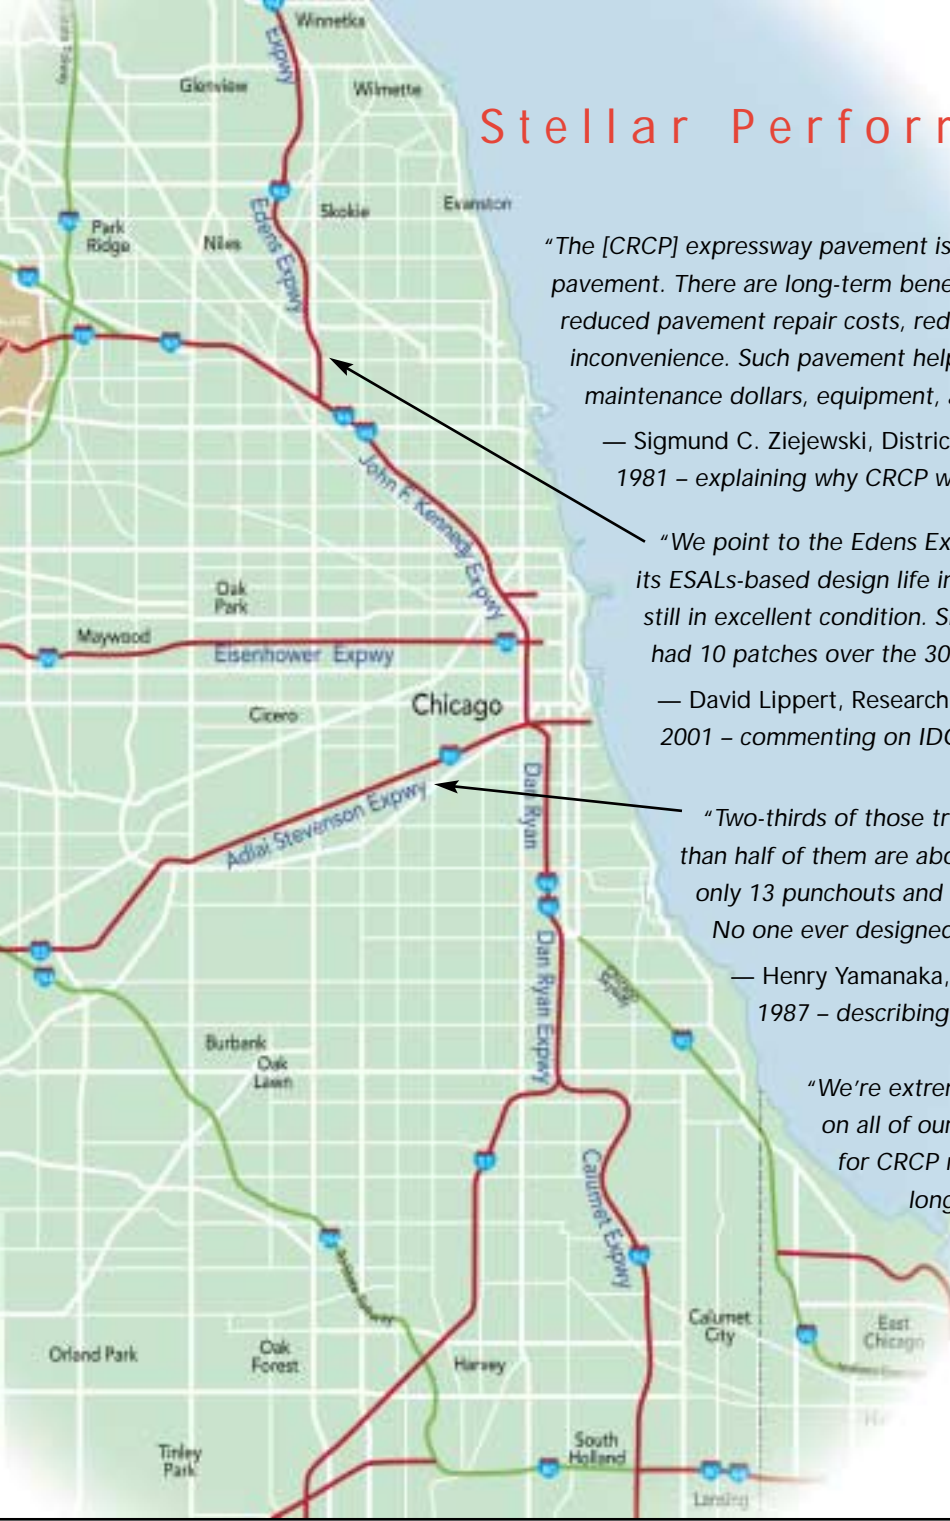 Winnetka
Expwy
Glenview
Wilmette
Stellar Perfor
Skokie
Evanston
Edens Expwy
Park
Ridge
Niles
“The [CRCP] expressway pavement is
pavement. There are long-term bene
reduced pavement repair costs, red
inconvenience. Such pavement help
maintenance dollars, equipment,
— Sigmund C. Ziejewski, Distric
1981 – explaining why CRCP w
John F. Kennedy Expwy
“We point to the Edens Ex
its ESALs-based design life i
still in excellent condition. S
had 10 patches over the 30
— David Lippert, Research
2001 – commenting on IDO
Oak
Park
Maywood
Eisenhower Expwy
Chicago
Cicero
Dan Ryan
Adlai Stevenson Expwy
“Two-thirds of those tr
than half of them are abo
only 13 punchouts and
No one ever designed
— Henry Yamanaka,
1987 – describing
Dan Ryan Expwy
Chicago
Skyway
Burbank
Oak
Lawn
“We’re extrem
on all of our
for CRCP
long
Calumet Expwy
Calumet
City
East
Chicago
Orland Park
Oak
Forest
Harvey
Tinley
Park
South
Holland
Lansing